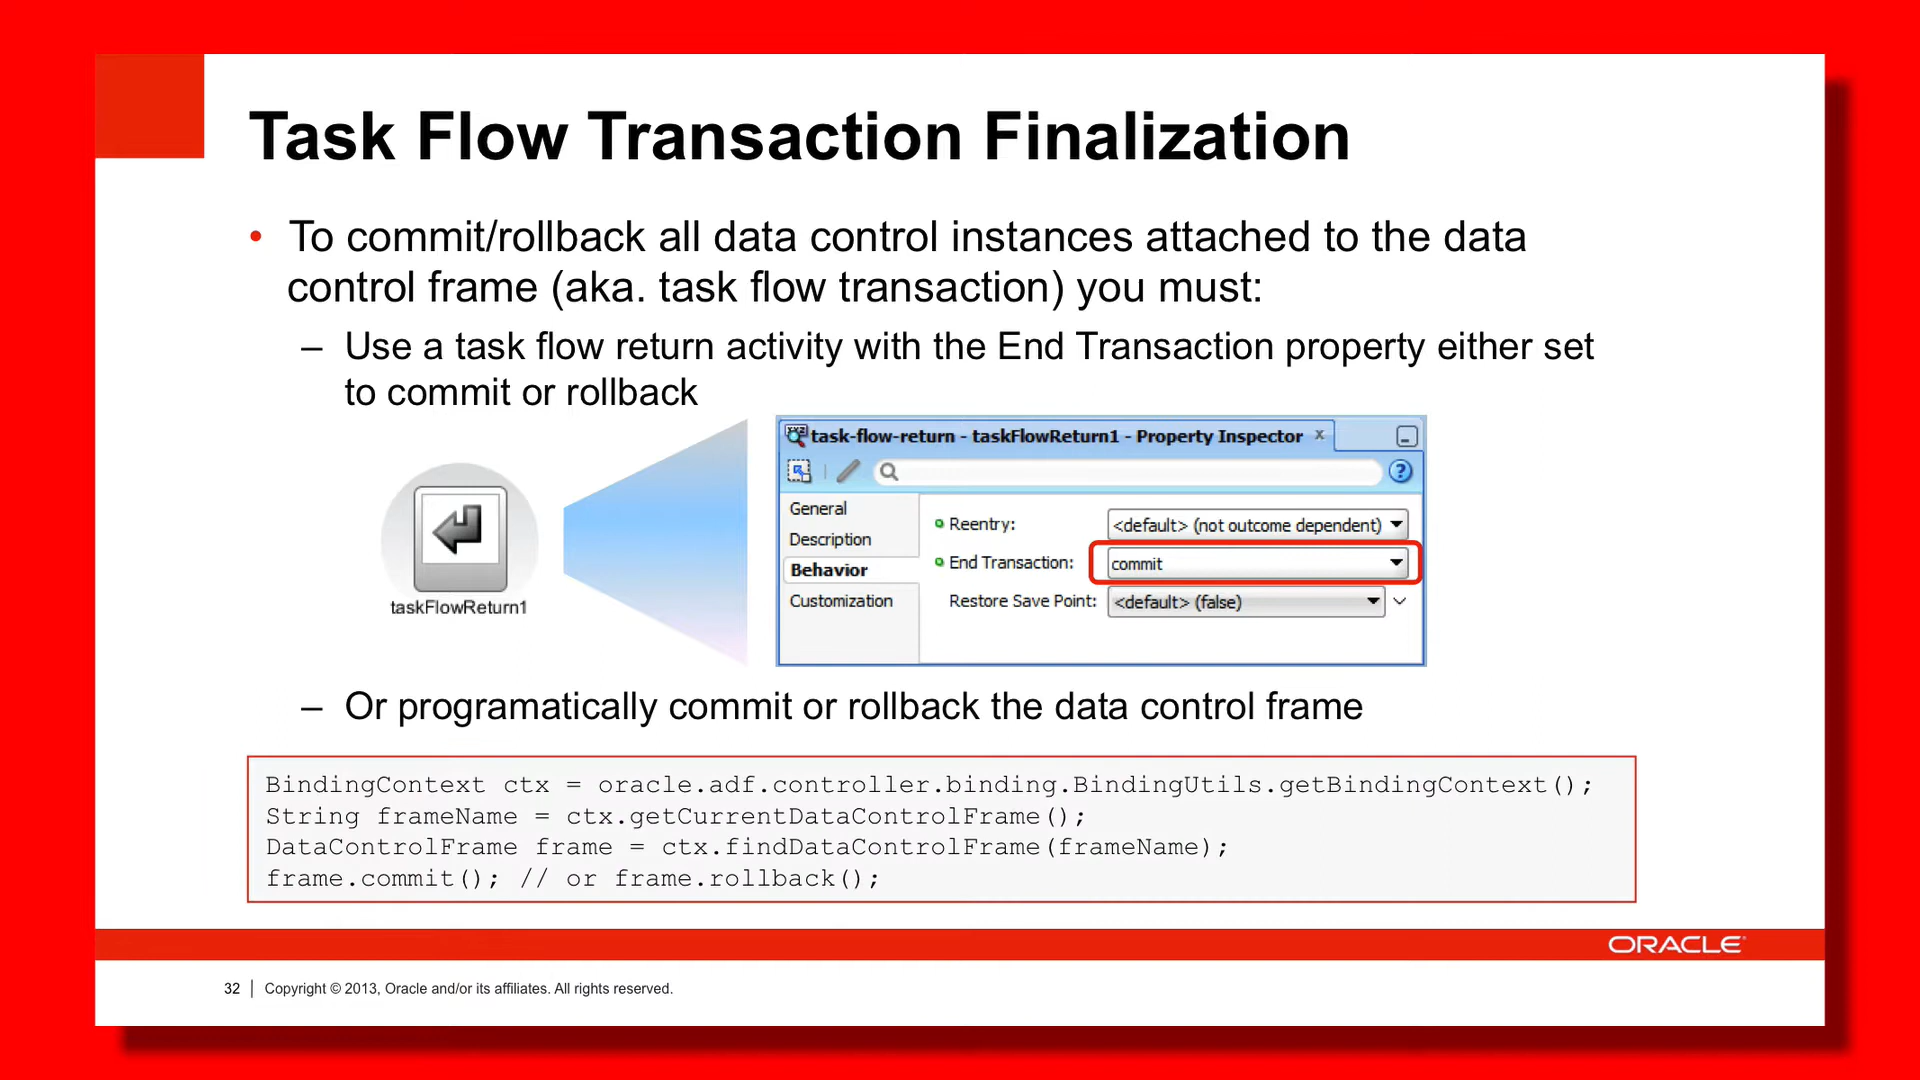 Task Flow Transaction Finalization
• To commit/rollback all data control instances attached to the data
control frame (aka. task flow transaction) you must:
– Use a task flow return activity with the End Transaction property either set
to commit or rollback
task-flow-return - taskFlowReturn1 - Property Inspector x
General
Description
Behavior
Customization
Reentry: <default> (not outcome dependent)
End Transaction: commit
Restore Save Point: <default> (false)
taskFlowReturn1
– Or programatically commit or rollback the data control frame
BindingContext ctx = oracle.adf.controller.binding.BindingUtils.getBindingContext();
String frameName = ctx.getCurrentDataControlFrame();
DataControlFrame frame = ctx.findDataControlFrame(frameName);
frame.commit(); // or frame.rollback();
ORACLE
32 | Copyright © 2013, Oracle and/or its affiliates. All rights reserved.